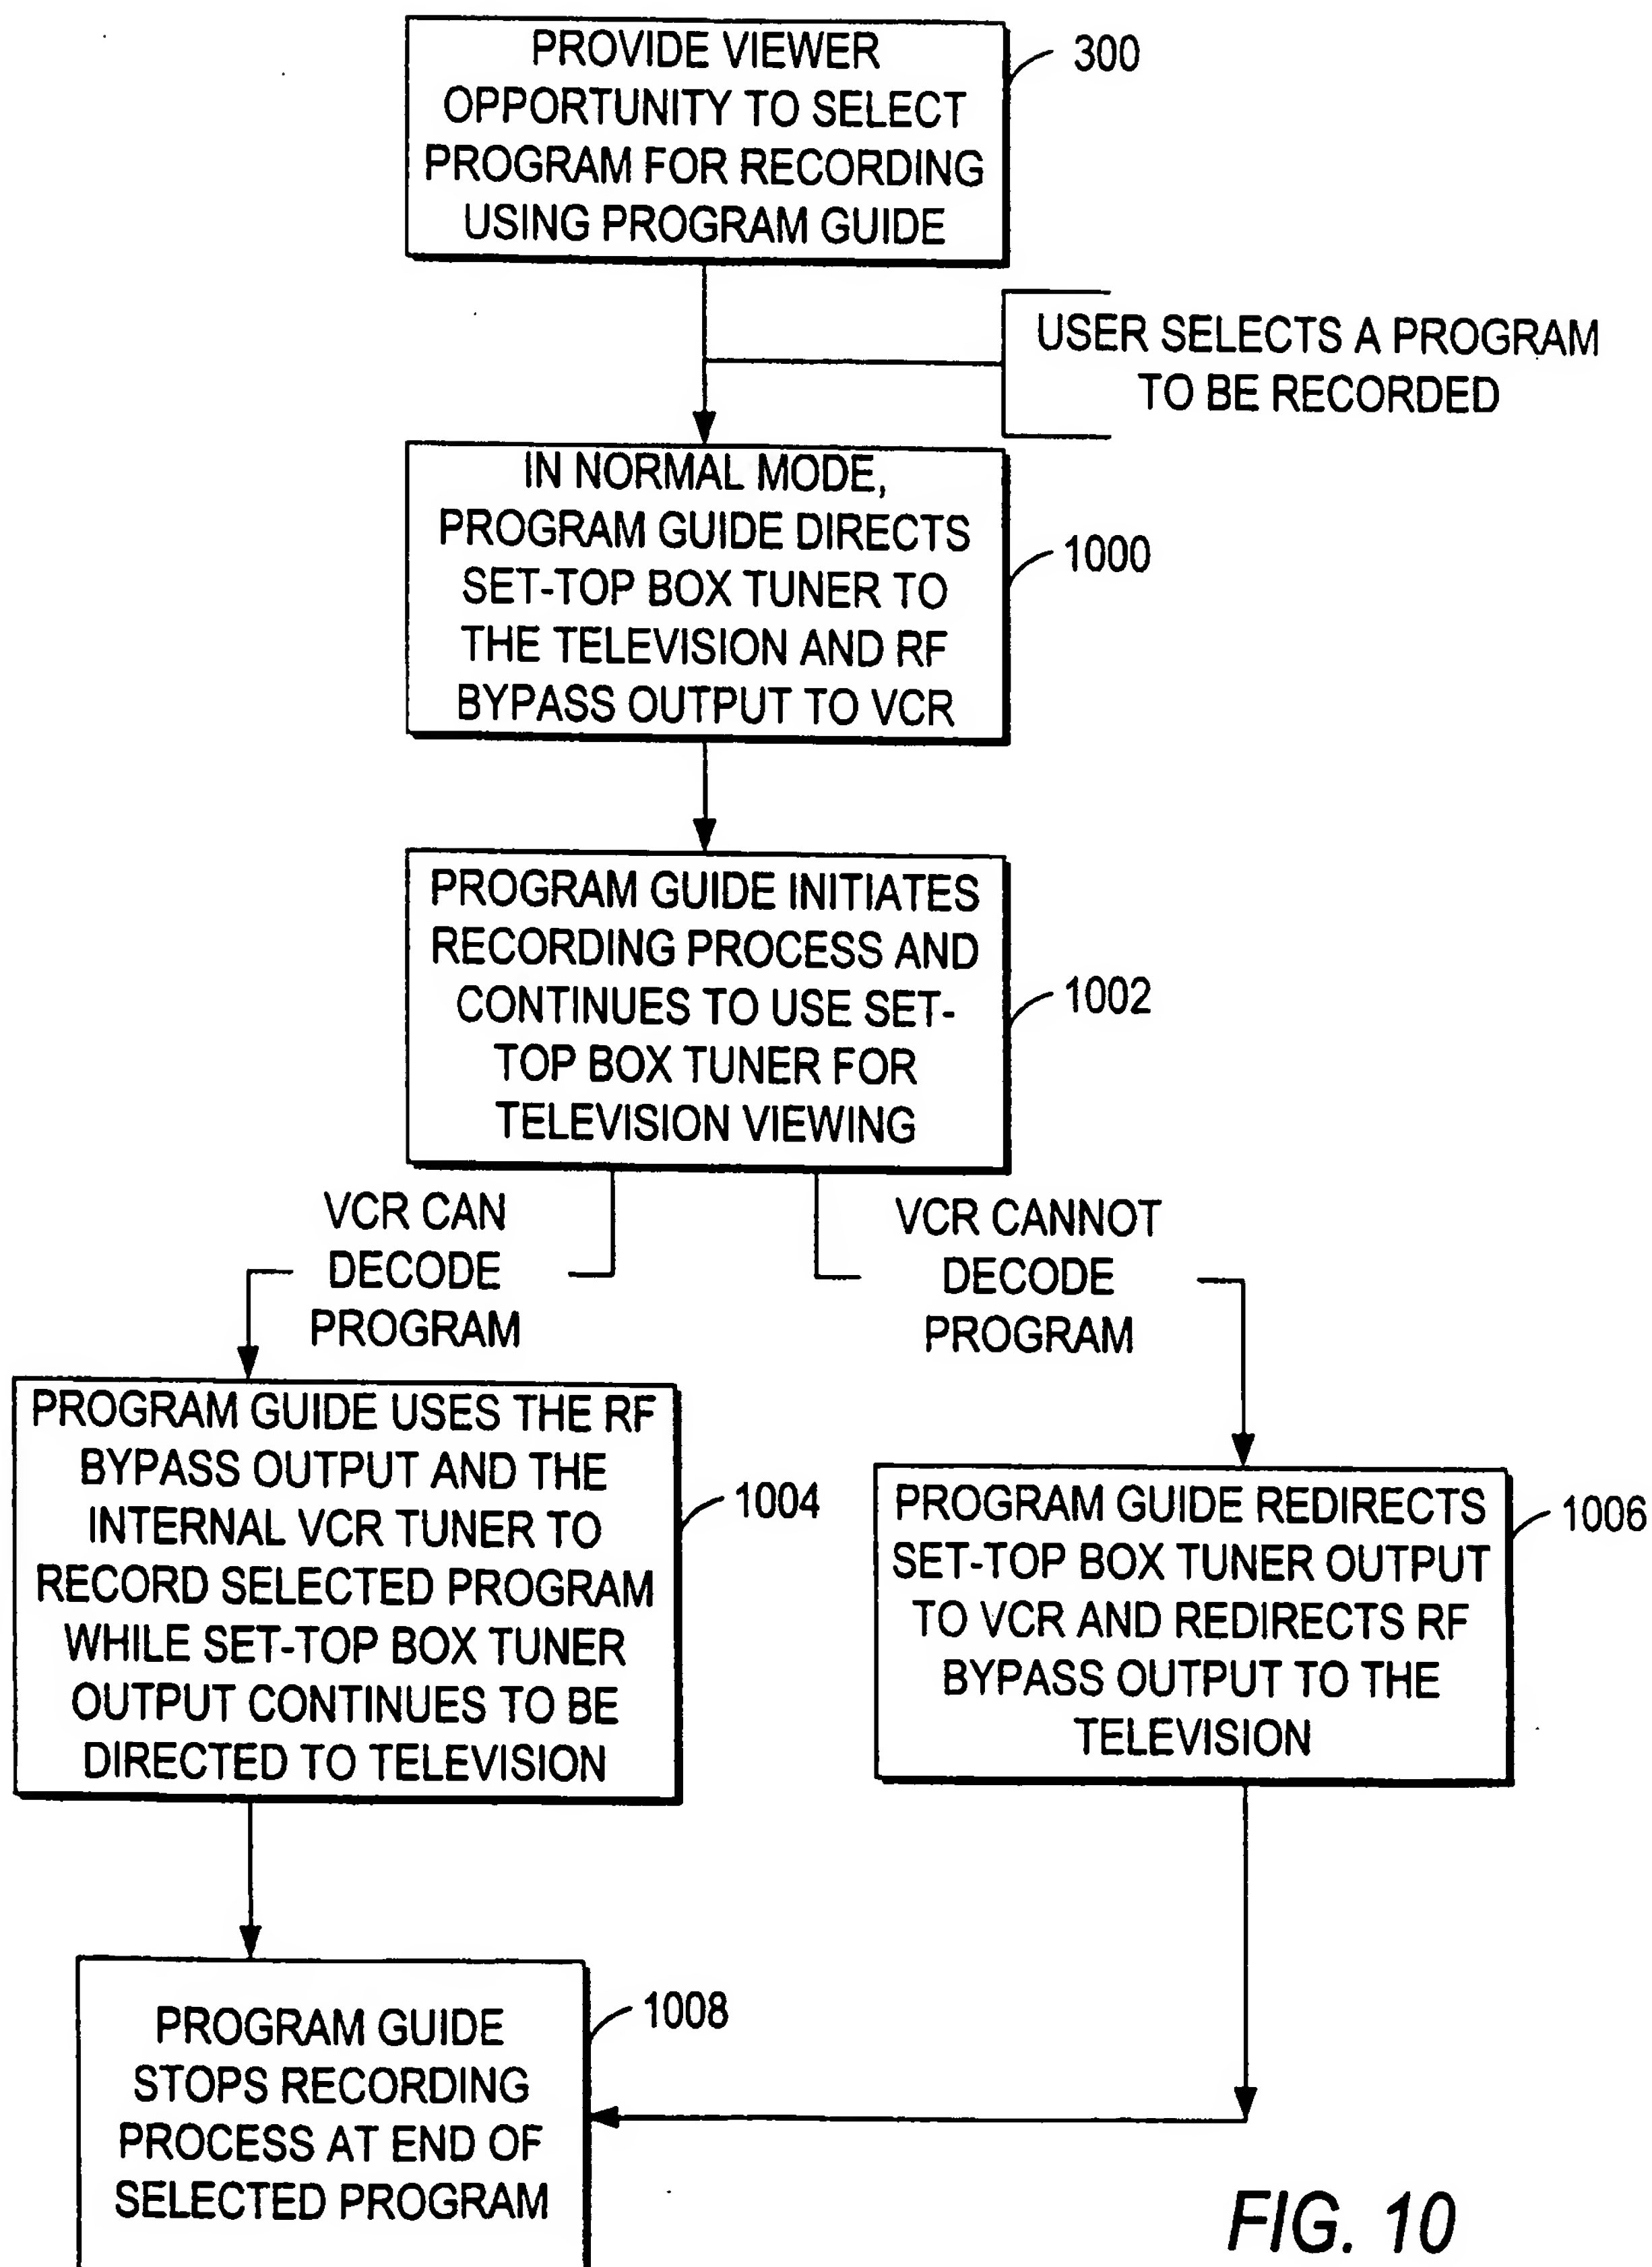 PROVIDE VIEWER
OPPORTUNITY TO SELECT
PROGRAM FOR RECORDING
USING PROGRAM GUIDE
300
USER SELECTS A PROGRAM
TO BE RECORDED
IN NORMAL MODE,
PROGRAM GUIDE DIRECTS
SET-TOP BOX TUNER TO
THE TELEVISION AND RF
BYPASS OUTPUT TO VCR
1000
PROGRAM GUIDE INITIATES
RECORDING PROCESS AND
CONTINUES TO USE SET-
TOP BOX TUNER FOR
TELEVISION VIEWING
1002
VCR CAN
DECODE
PROGRAM
VCR CANNOT
DECODE
PROGRAM
PROGRAM GUIDE USES THE RF
BYPASS OUTPUT AND THE
INTERNAL VCR TUNER TO
RECORD SELECTED PROGRAM
WHILE SET-TOP BOX TUNER
OUTPUT CONTINUES TO BE
DIRECTED TO TELEVISION
1004
PROGRAM GUIDE REDIRECTS
SET-TOP BOX TUNER OUTPUT
TO VCR AND REDIRECTS RF
BYPASS OUTPUT TO THE
TELEVISION
1006
PROGRAM GUIDE
STOPS RECORDING
PROCESS AT END OF
SELECTED PROGRAM
1008
FIG. 10